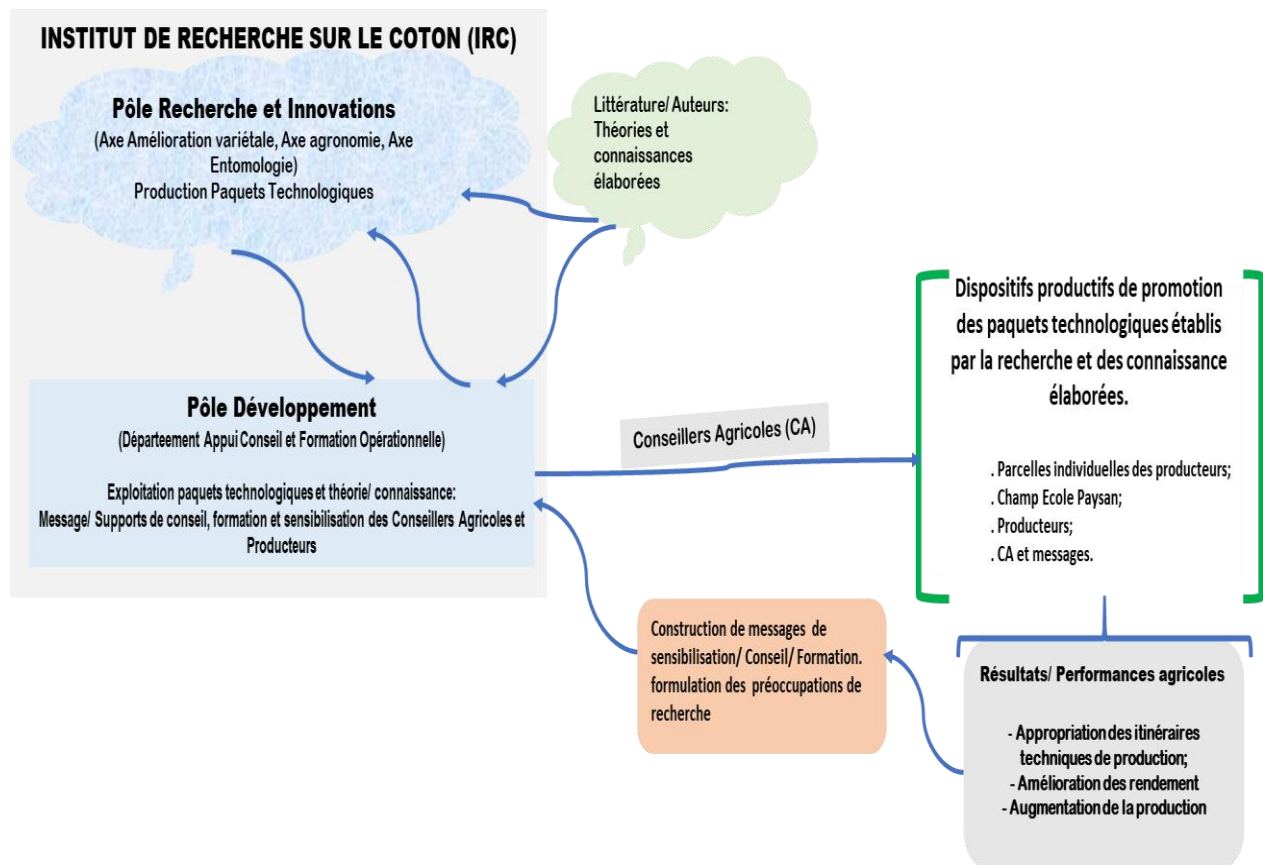 INSTITUT DE RECHERCHE SUR LE COTON (IRC)
Pôle Recherche et Innovations
(Axe Amélioration variétale, Axe agronomie, Axe
Entomologie)
Production Paquets Technologiques
Littérature/ Auteurs:
Théories et
connaissances
élaborées
Pôle Développement
(Département Appui Conseil et Formation Opérationnelle)
Exploitation paquets technologiques et théorie/ connaissance:
Message/ Supports de conseil, formation et sensibilisation des Conseillers Agricoles et
Producteurs
Conseillers Agricoles (CA)
Dispositifs productifs de promotion
des paquets technologiques établis
par la recherche et des connaissance
élaborées.
. Parcelles individuelles des producteurs;
. Champ Ecole Paysan;
. Producteurs;
. CA et messages.
Construction de messages de
sensibilisation/ Conseil/ Formation.
formulation des préoccupations de
recherche
Résultats/ Performances agricoles
- Appropriation des itinéraires
techniques de production;
- Amélioration des rendement
- Augmentation de la production